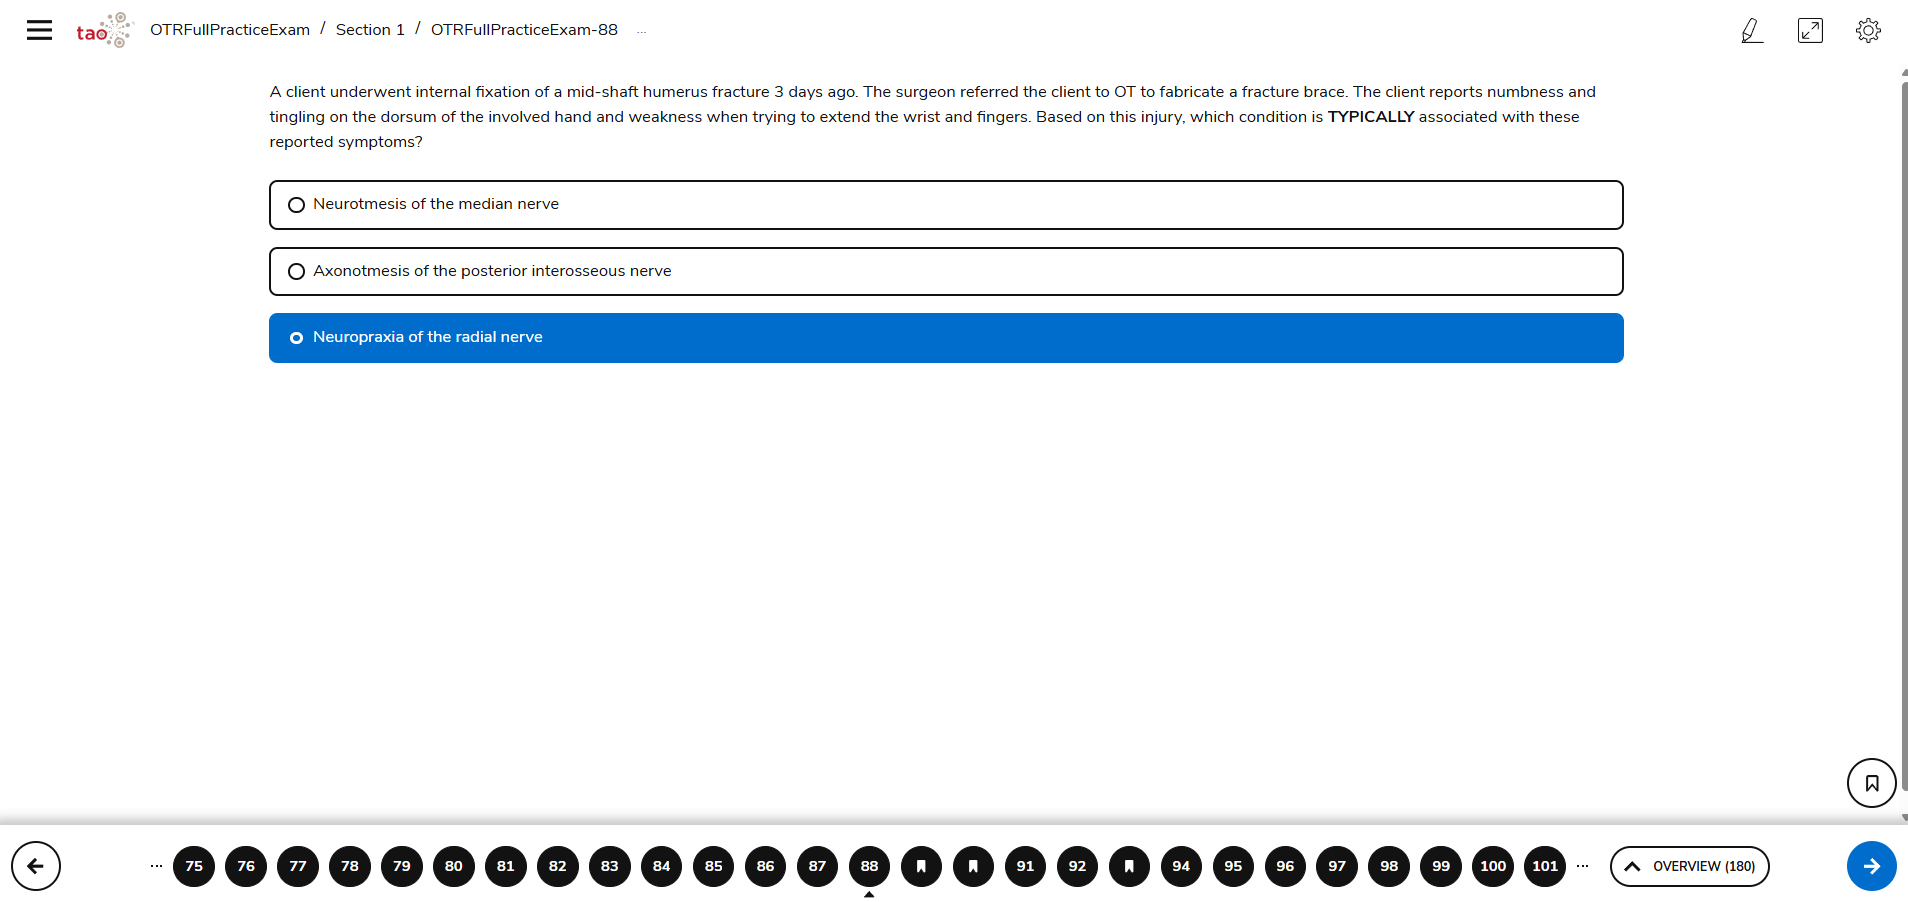 tao
OTRFullPracticeExam / Section 1 / OTRFullPracticeExam-88 ...
A client underwent internal fixation of a mid-shaft humerus fracture 3 days ago. The surgeon referred the client to OT to fabricate a fracture brace. The client reports numbness and
tingling on the dorsum of the involved hand and weakness when trying to extend the wrist and fingers. Based on this injury, which condition is TYPICALLY associated with these
reported symptoms?
Neurotmesis of the median nerve
Axonotmesis of the posterior interosseous nerve
Neuropraxia of the radial nerve
... 75 76 77 78 79 80 81 82 83 84 85 86 87 88 91 92 94 95 96 97 98 99 100 101 ... OVERVIEW (180)